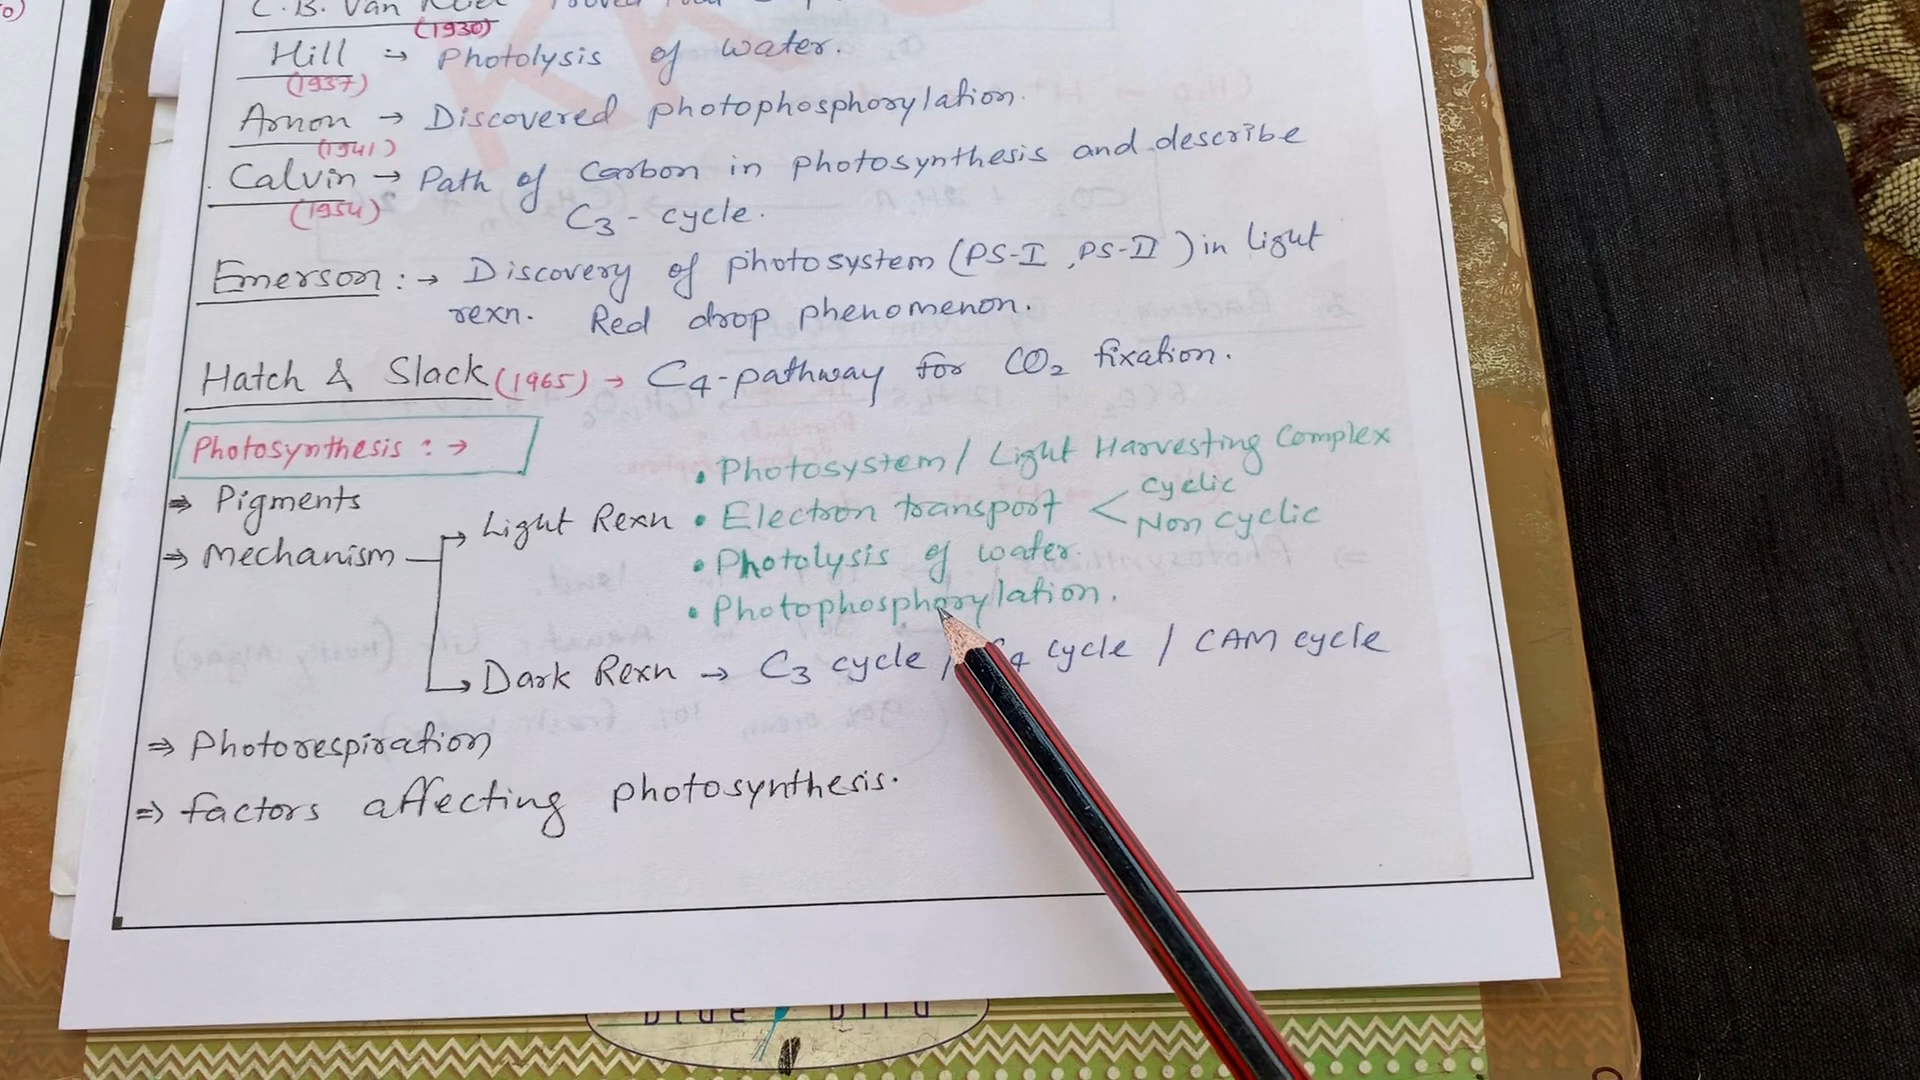 C. B. Van
(1930)
Hill :→ Photolysis of water.
(1937)
Arnon → Discovered photophosphorylation.
(1941)
Calvin → Path of Carbon in photosynthesis and describe
(1954)
C3 - cycle.
Emerson :→ Discovery of photosystem (PS-I, PS-II) in light
rexn. Red drop phenomenon.
Hatch & Slack (1965) → C4-pathway for CO2 fixation.
Photosynthesis :→
• Photosystem / Light Harvesting Complex
⇒ Pigments
Light Rexn • Electron transport < cyclic
Non cyclic
⇒ Mechanism
• Photolysis of water.
• Photophosphorylation.
Dark Rexn → C3 cycle / C4 cycle / CAM cycle
⇒ Photorespiration
⇒ factors affecting photosynthesis.